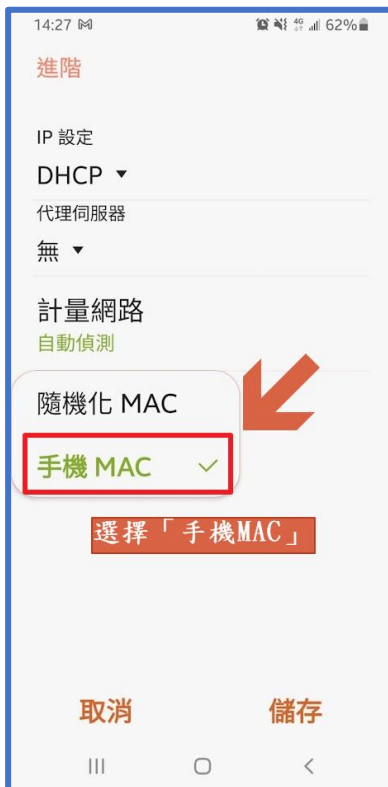 14:27 4G 62%
進階
IP 設定
DHCP
代理伺服器
無
計量網路
自動偵測
隨機化 MAC
手機 MAC
選擇「手機MAC」
取消 儲存